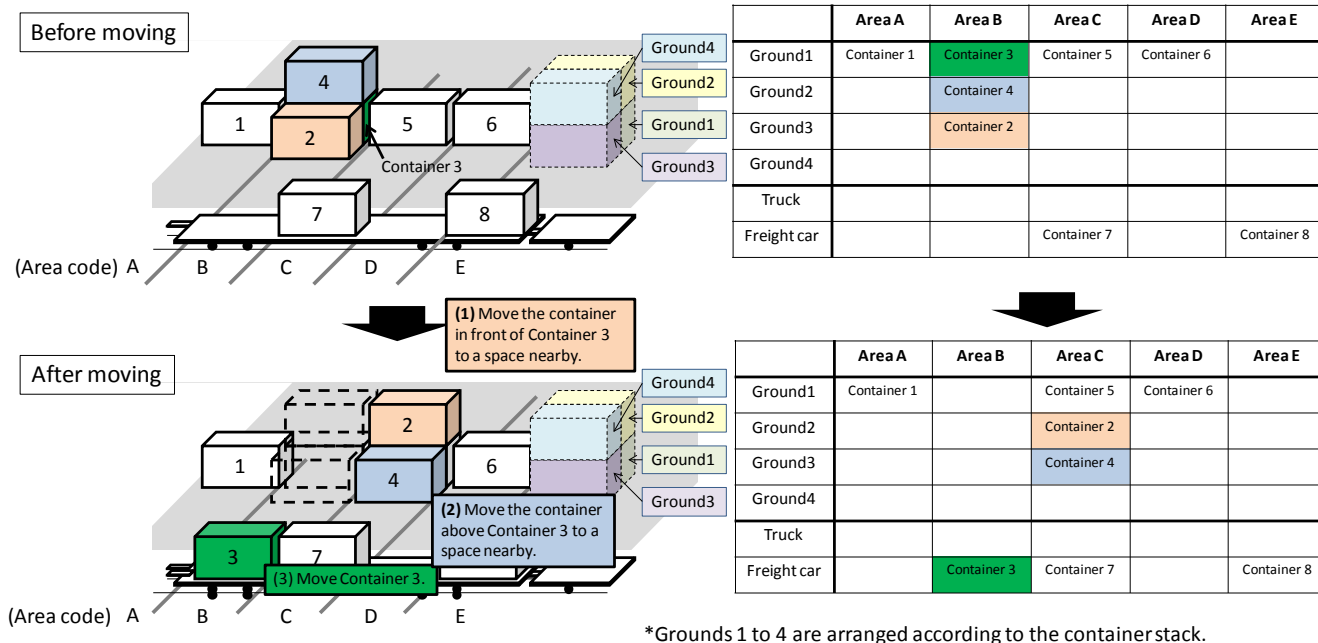 Before moving
4
1
2
5
6
Container 3
7
8
Ground4
Ground2
Ground1
Ground3
(Area code) A B C D E
Area A Area B Area C Area D Area E
Ground1 Container 1 Container 3 Container 5 Container 6
Ground2 Container 4
Ground3 Container 2
Ground4
Truck
Freight car Container 7 Container 8
(1) Move the container
in front of Container 3
to a space nearby.
After moving
2
1
4
6
3
7
Ground4
Ground2
Ground1
Ground3
(2) Move the container
above Container 3 to a
space nearby.
(3) Move Container 3.
(Area code) A B C D E
Area A Area B Area C Area D Area E
Ground1 Container 1 Container 5 Container 6
Ground2 Container 2
Ground3 Container 4
Ground4
Truck
Freight car Container 3 Container 7 Container 8
*Grounds 1 to 4 are arranged according to the container stack.